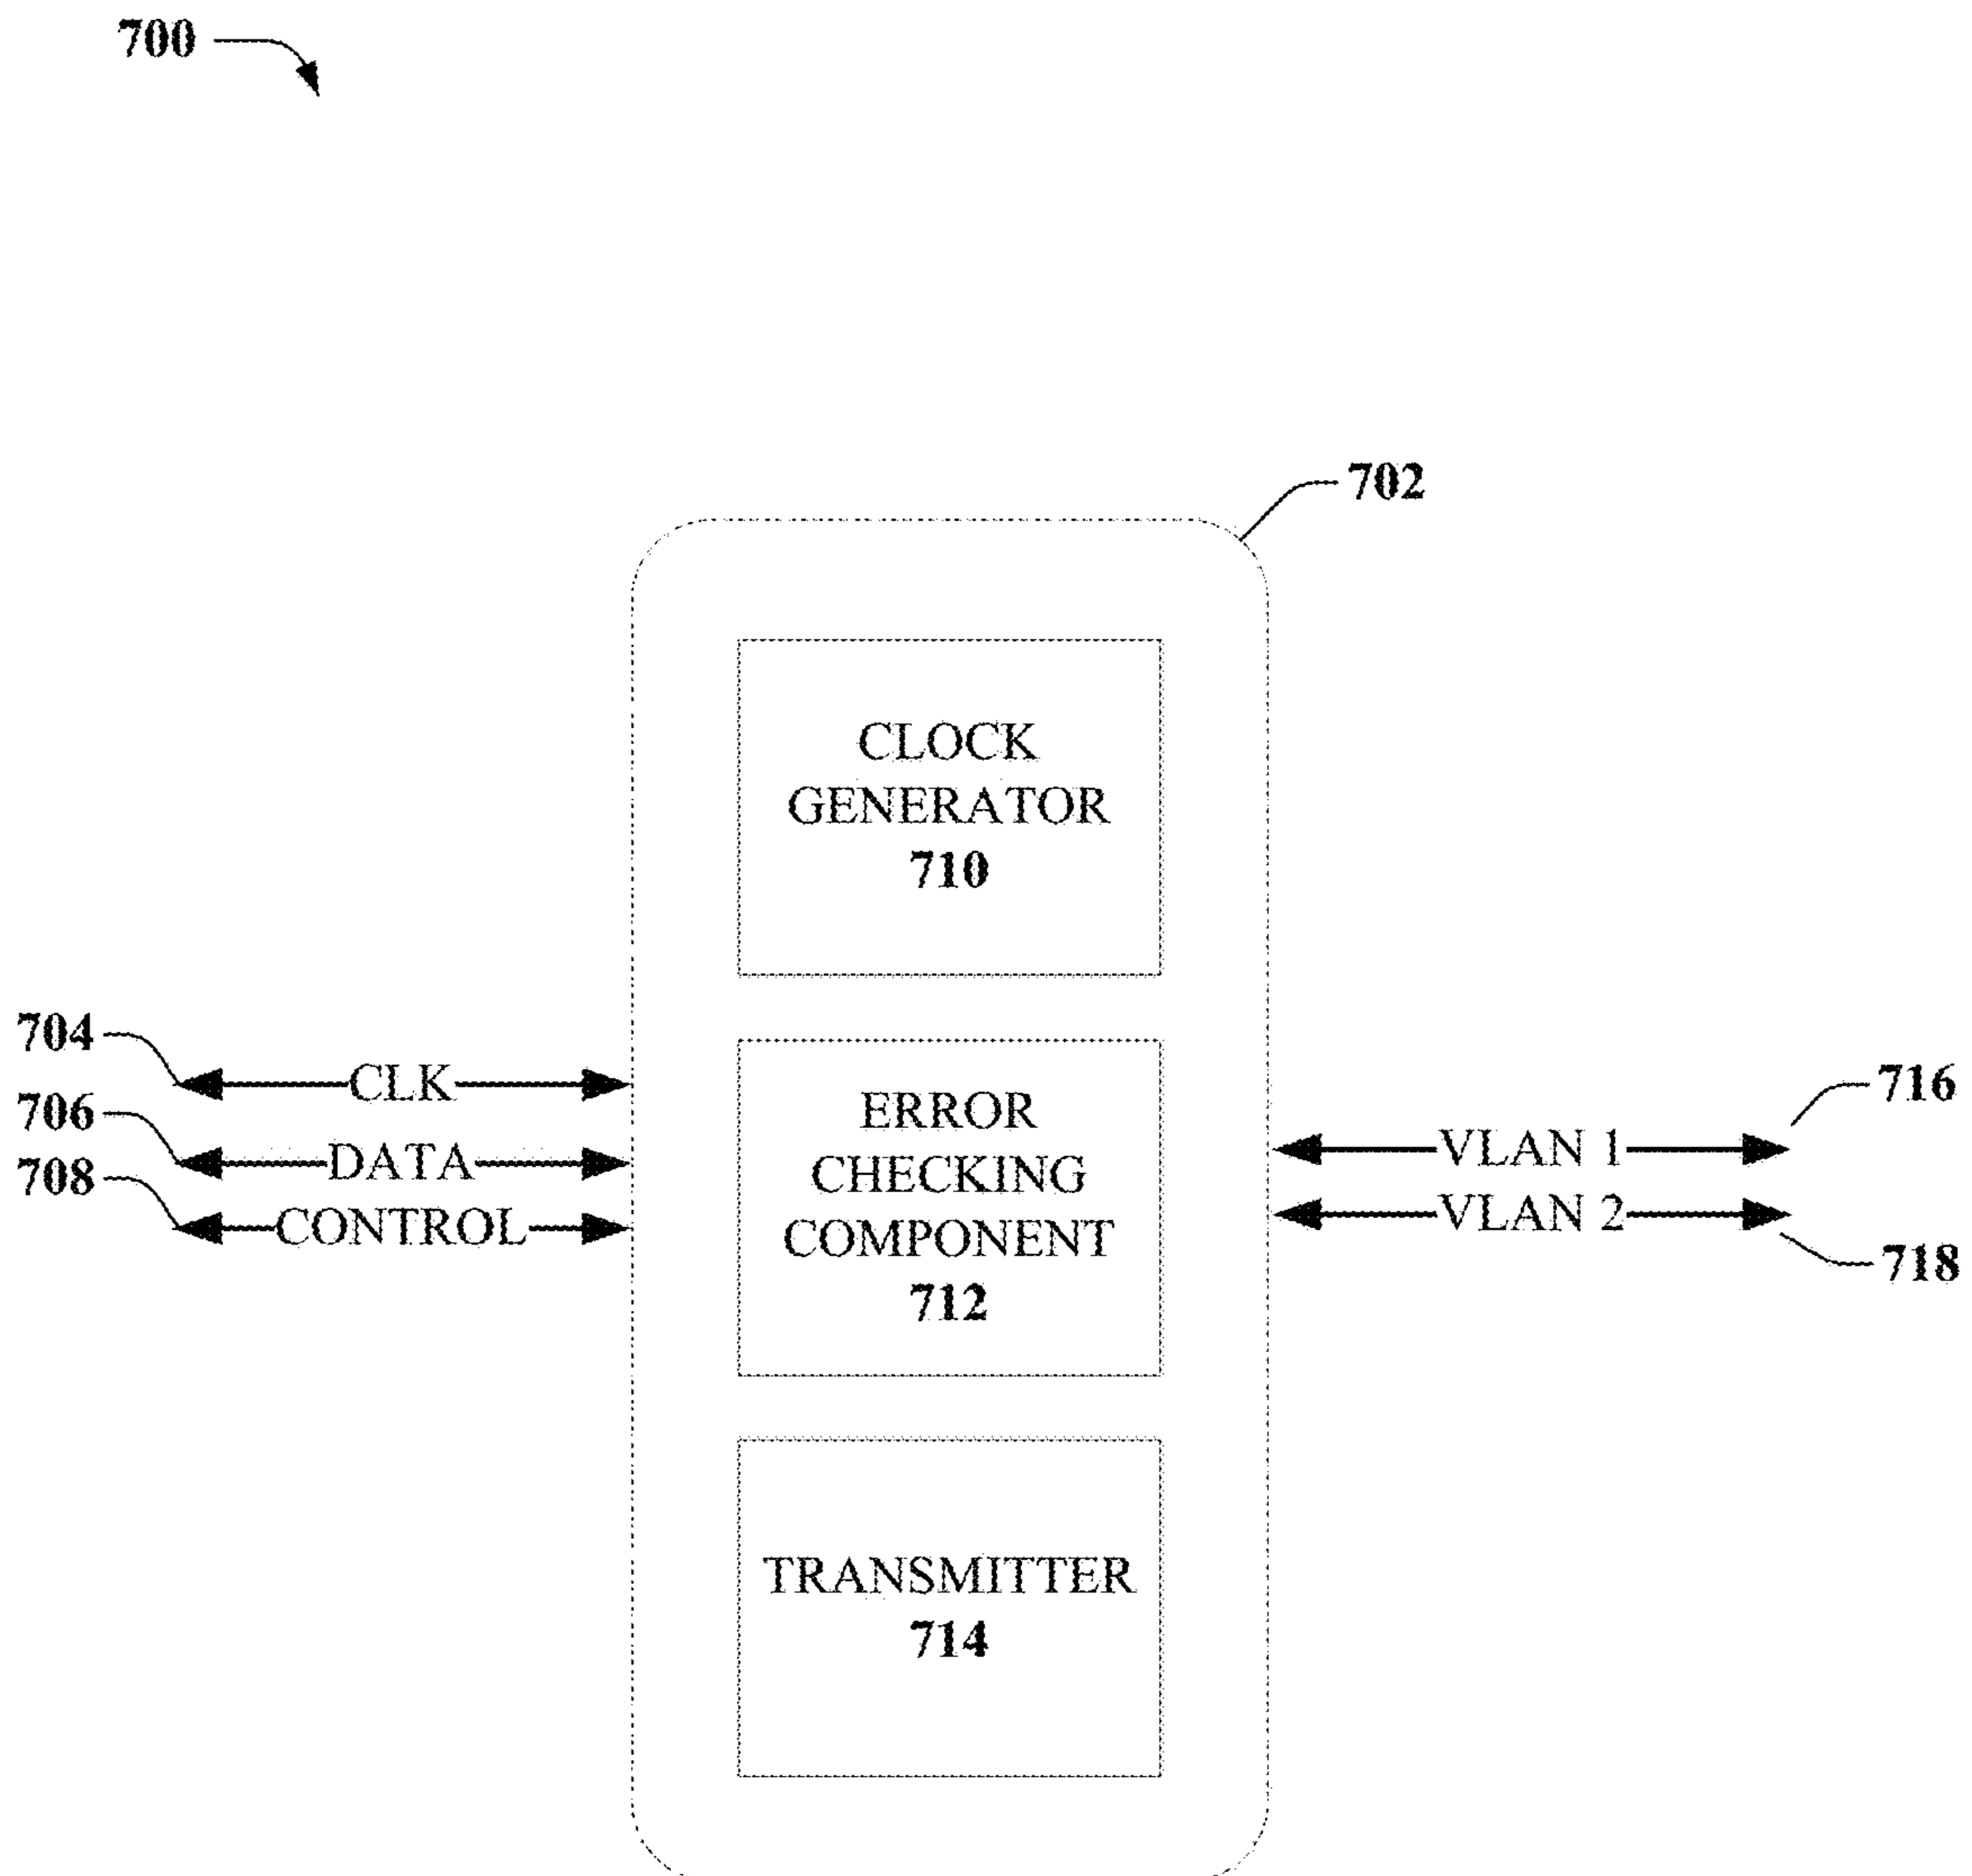 700
702
CLOCK
GENERATOR
710
704
CLK
706
DATA
708
CONTROL
ERROR
CHECKING
COMPONENT
712
716
VLAN 1
VLAN 2
718
TRANSMITTER
714